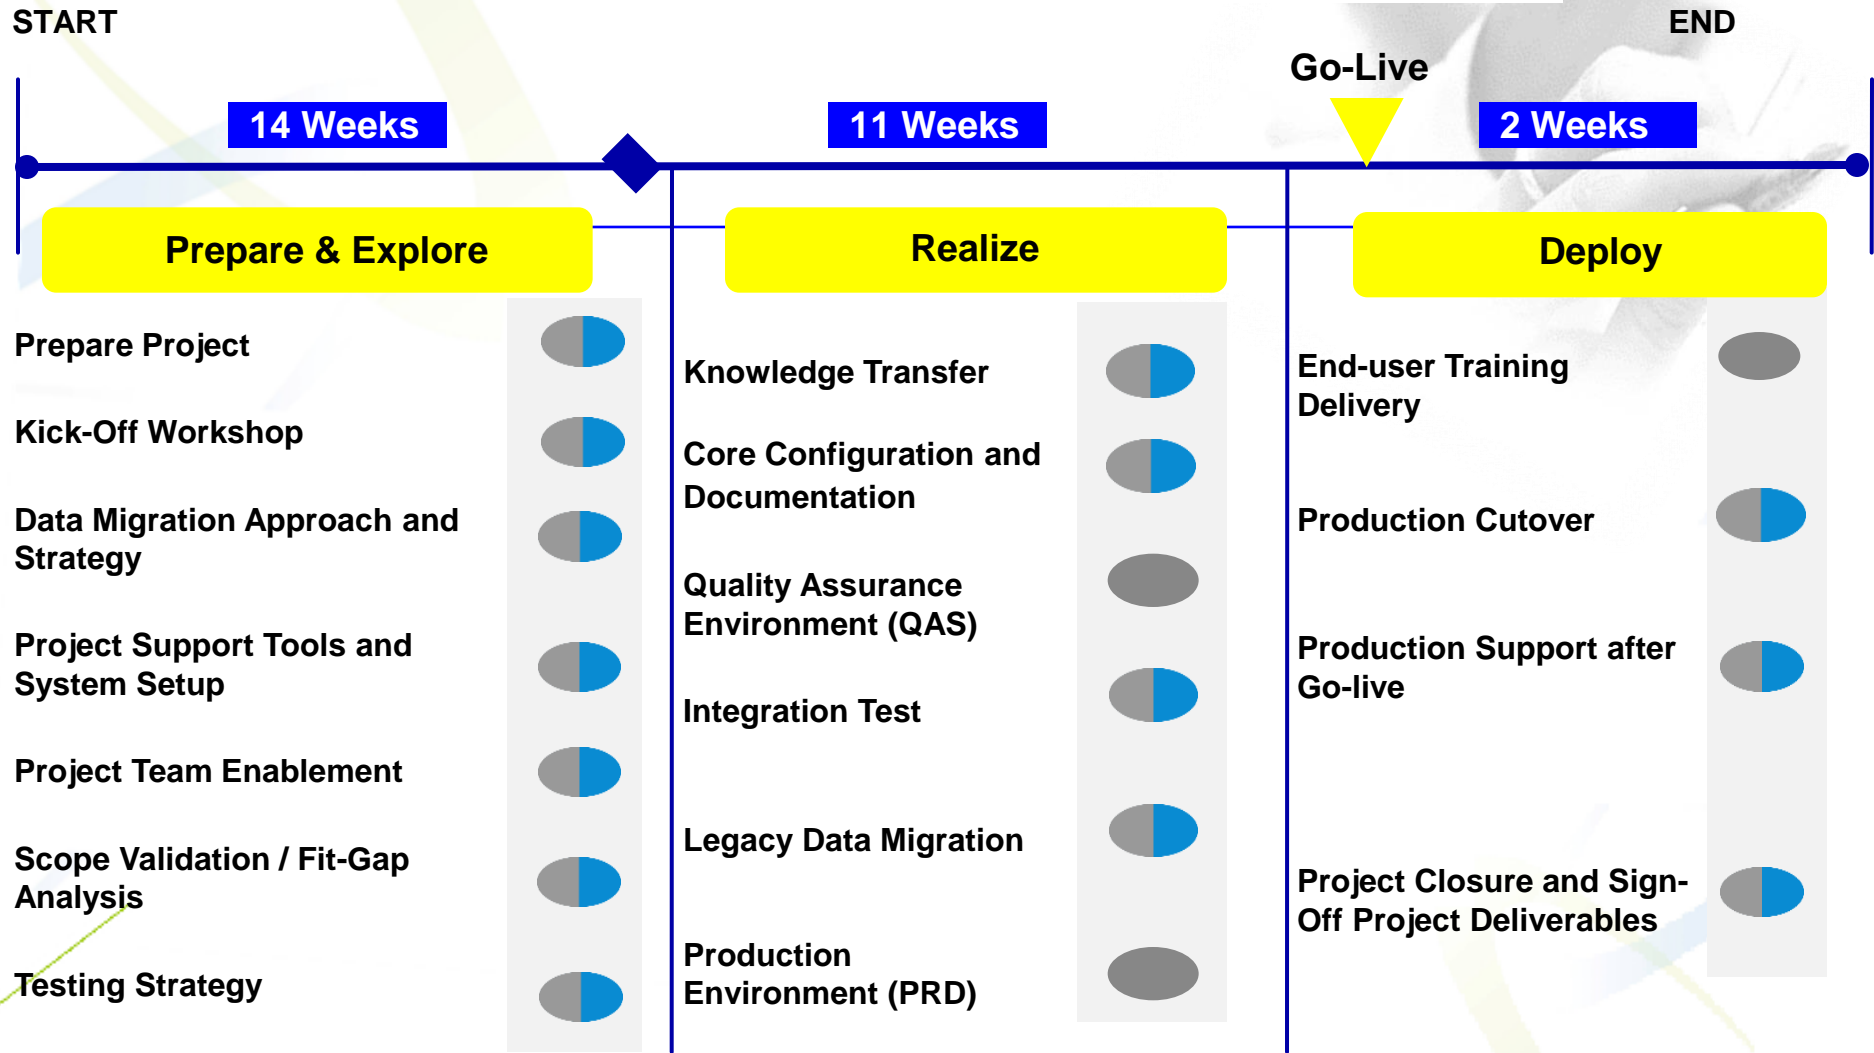 START
END
Go-Live
14 Weeks
11 Weeks
2 Weeks
Prepare & Explore
Realize
Deploy
Prepare Project
Kick-Off Workshop
Data Migration Approach and
Strategy
Project Support Tools and
System Setup
Project Team Enablement
Scope Validation / Fit-Gap
Analysis
Testing Strategy
Knowledge Transfer
Core Configuration and
Documentation
Quality Assurance
Environment (QAS)
Integration Test
Legacy Data Migration
Production
Environment (PRD)
End-user Training
Delivery
Production Cutover
Production Support after
Go-live
Project Closure and Sign-
Off Project Deliverables